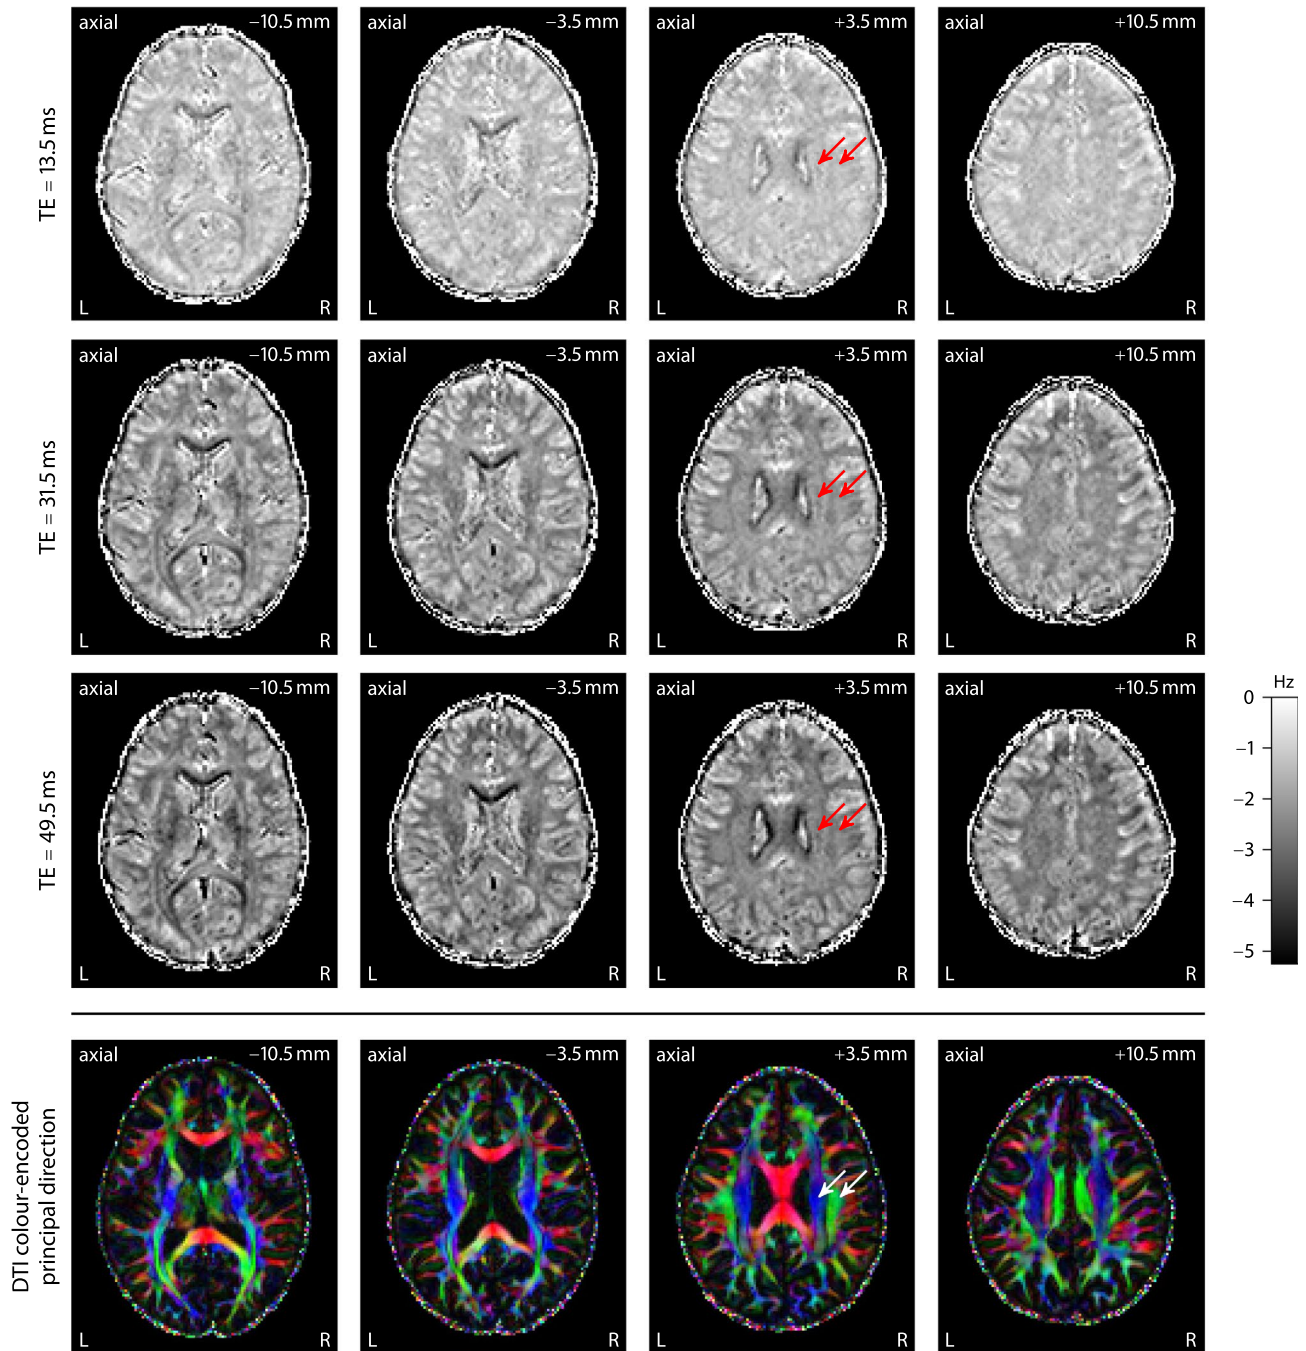 axial −10.5 mm
axial −3.5 mm
axial +3.5 mm
axial +10.5 mm
TE = 13.5 ms
L R
L R
L R
L R
axial −10.5 mm
axial −3.5 mm
axial +3.5 mm
axial +10.5 mm
TE = 31.5 ms
L R
L R
L R
L R
axial −10.5 mm
axial −3.5 mm
axial +3.5 mm
axial +10.5 mm
TE = 49.5 ms
L R
L R
L R
L R
Hz
0
−1
−2
−3
−4
−5
axial −10.5 mm
axial −3.5 mm
axial +3.5 mm
axial +10.5 mm
DTI colour-encoded
principal direction
L R
L R
L R
L R